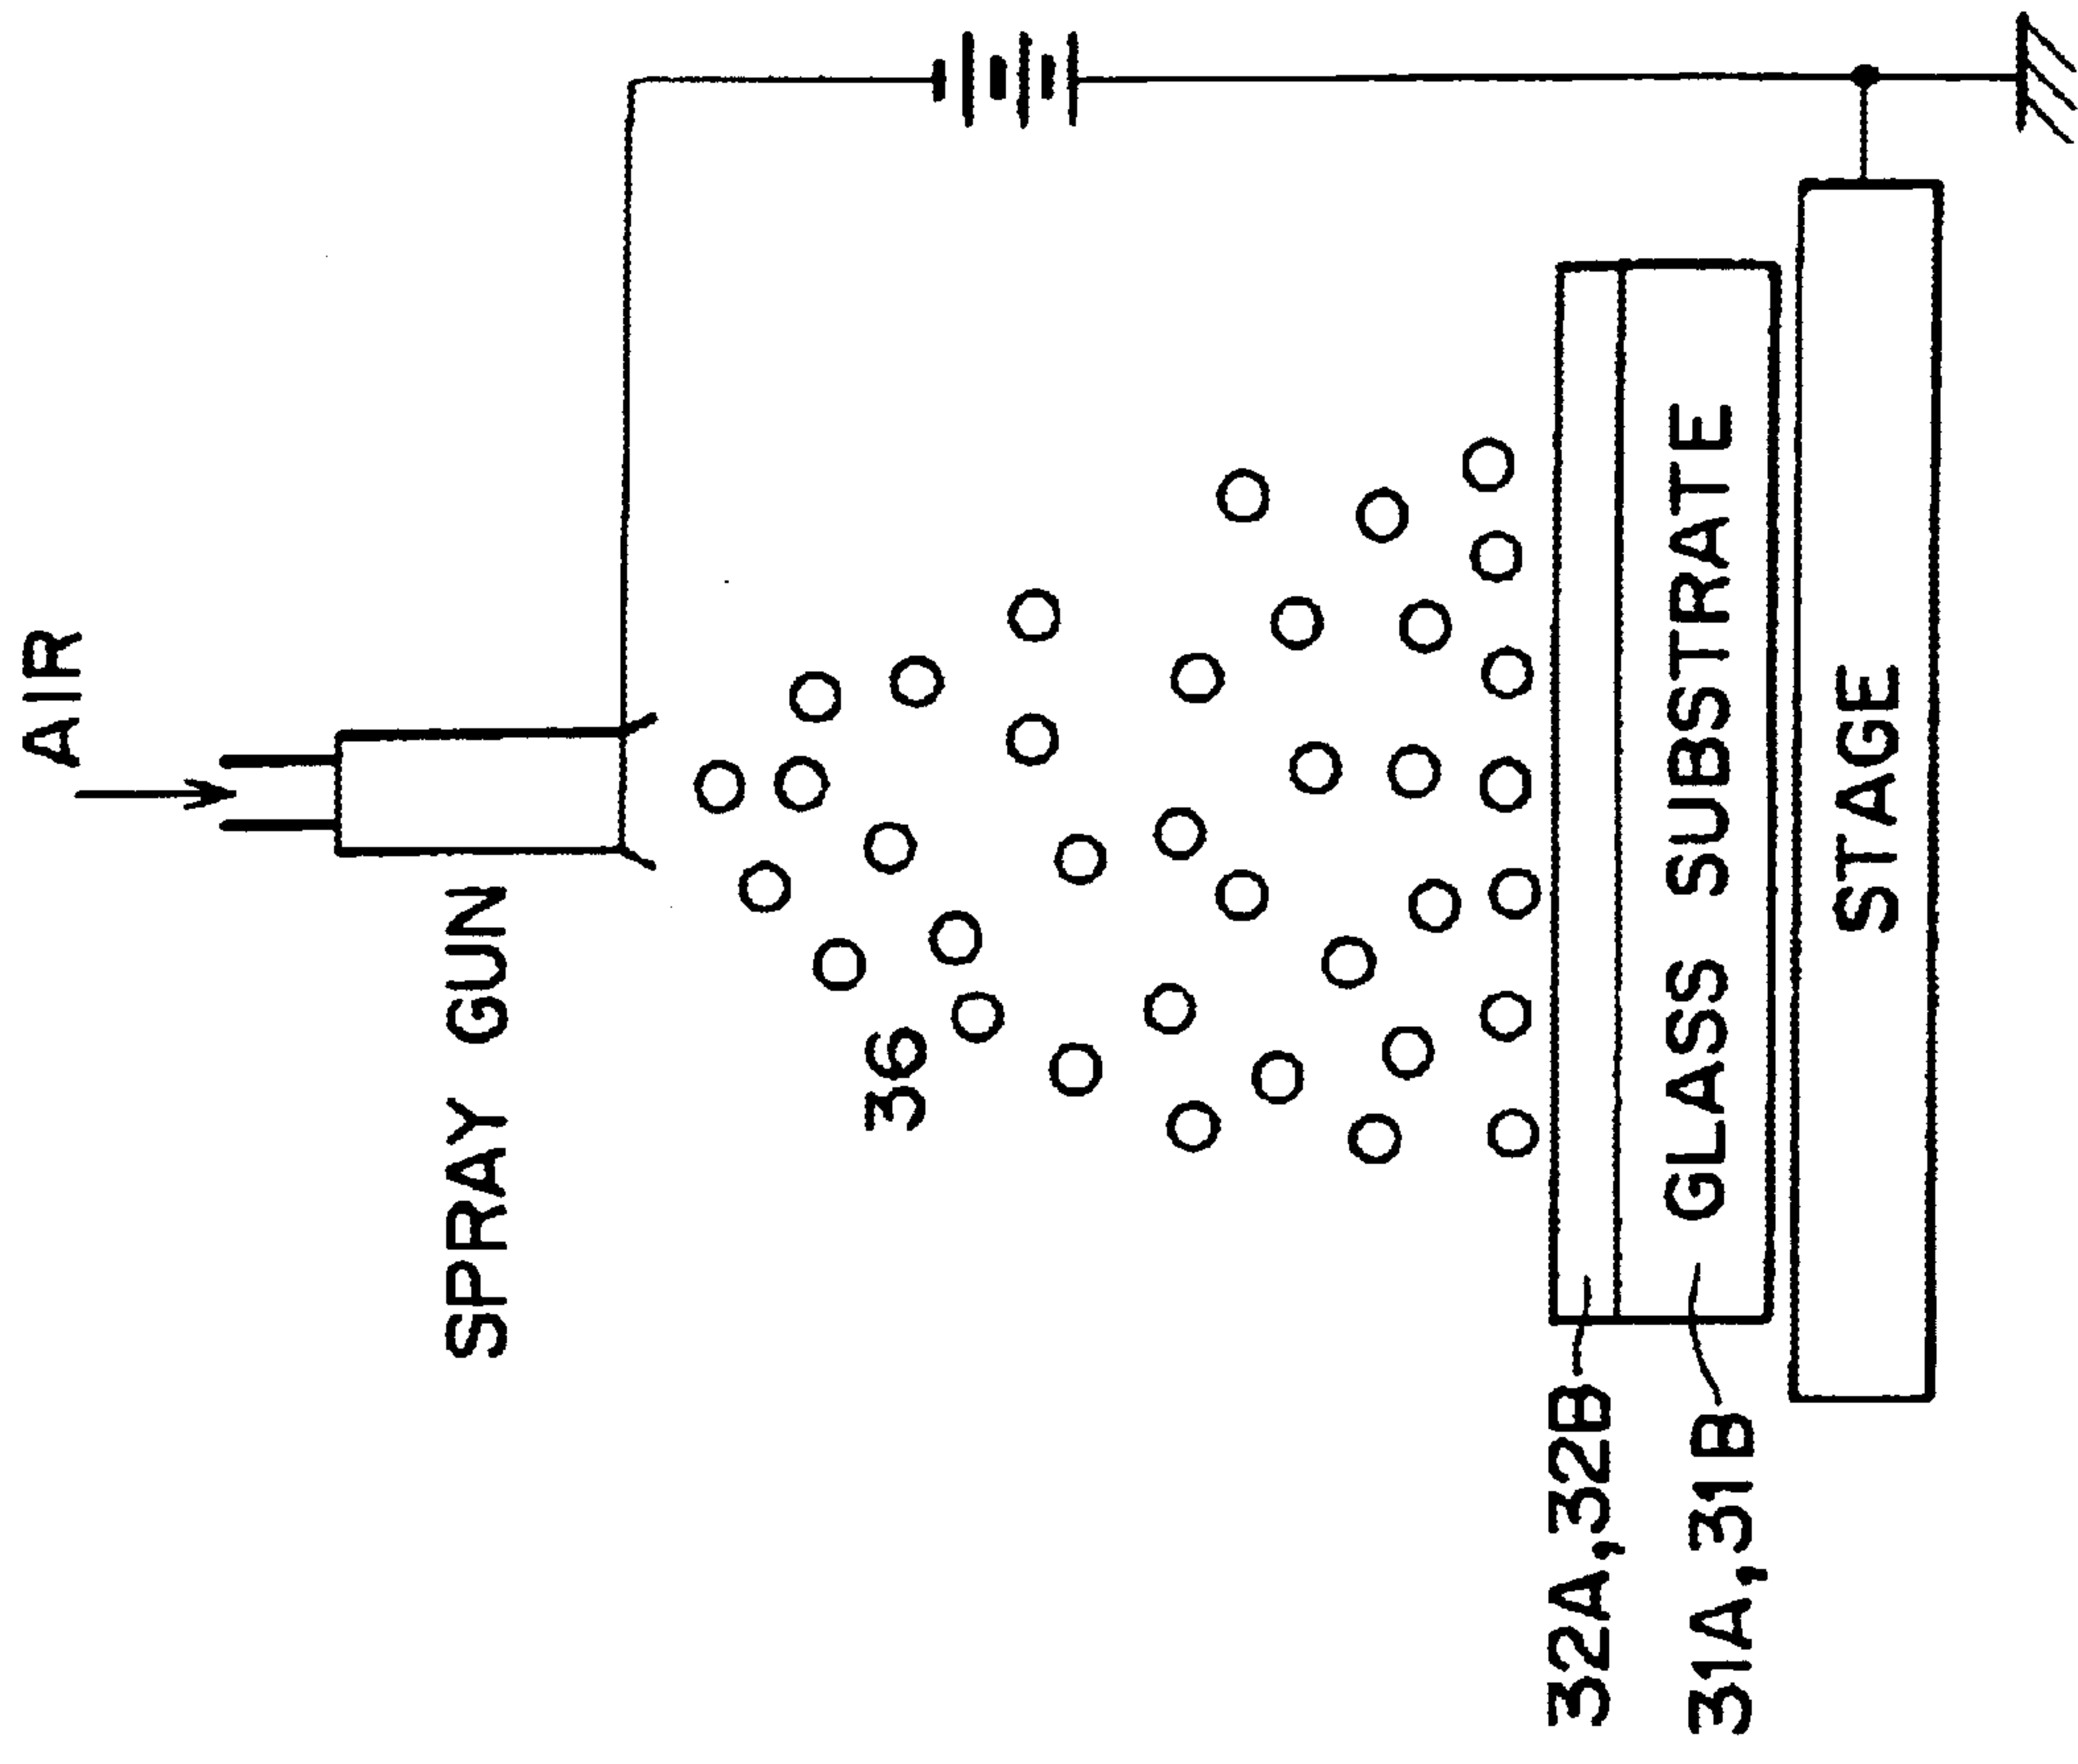 AIR
SPRAY GUN
36
32A,32B
GLASS SUBSTRATE
31A,31B
STAGE